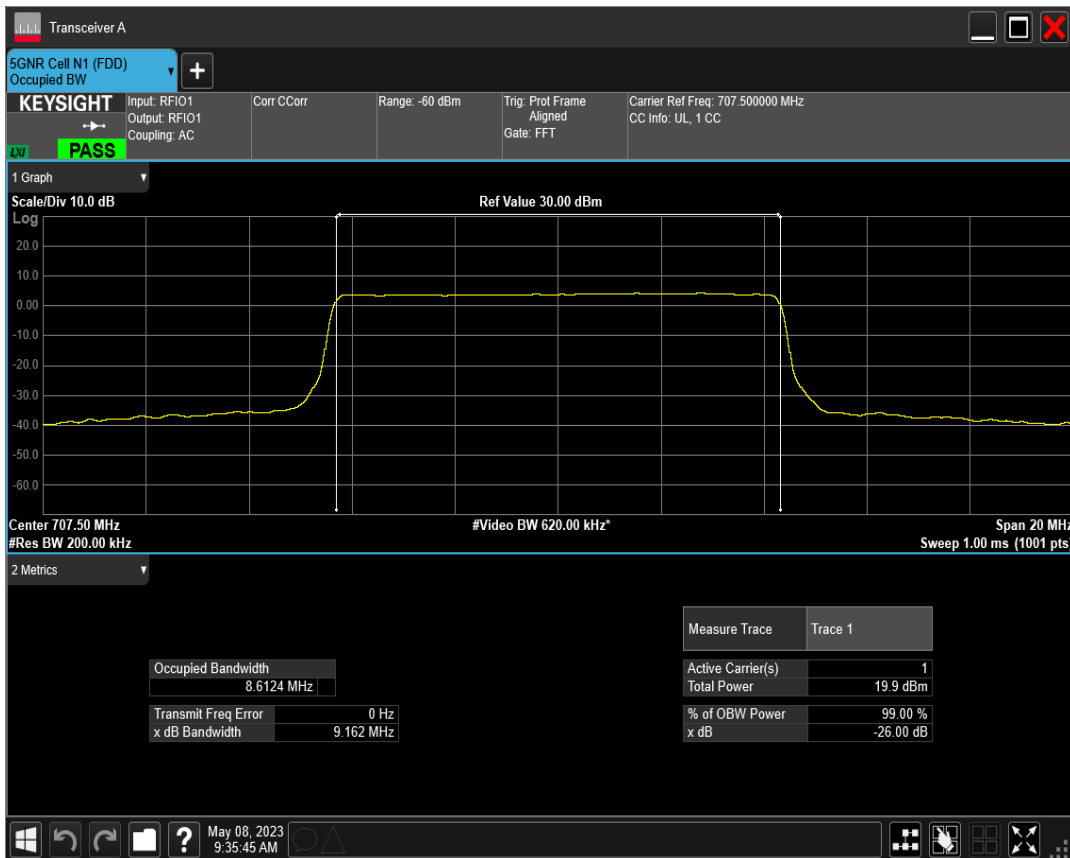 Transceiver A
5GNR Cell N1 (FDD)
Occupied BW
+
KEYSIGHT
LXI
PASS
Input: RFIO1
Output: RFIO1
Coupling: AC
Corr CCorr
Range: -60 dBm
Trig: Prot Frame
Aligned
Gate: FFT
Carrier Ref Freq: 707.500000 MHz
CC Info: UL, 1 CC
1 Graph
Scale/Div 10.0 dB
Ref Value 30.00 dBm
Log
20.0
10.0
0.00
-10.0
-20.0
-30.0
-40.0
-50.0
-60.0
Center 707.50 MHz
#Video BW 620.00 kHz*
Span 20 MHz
#Res BW 200.00 kHz
Sweep 1.00 ms (1001 pts)
2 Metrics
Measure Trace Trace 1
Occupied Bandwidth
8.6124 MHz
Active Carrier(s) 1
Total Power 19.9 dBm
Transmit Freq Error 0 Hz
x dB Bandwidth 9.162 MHz
% of OBW Power 99.00 %
x dB -26.00 dB
?
May 08, 2023
9:35:45 AM